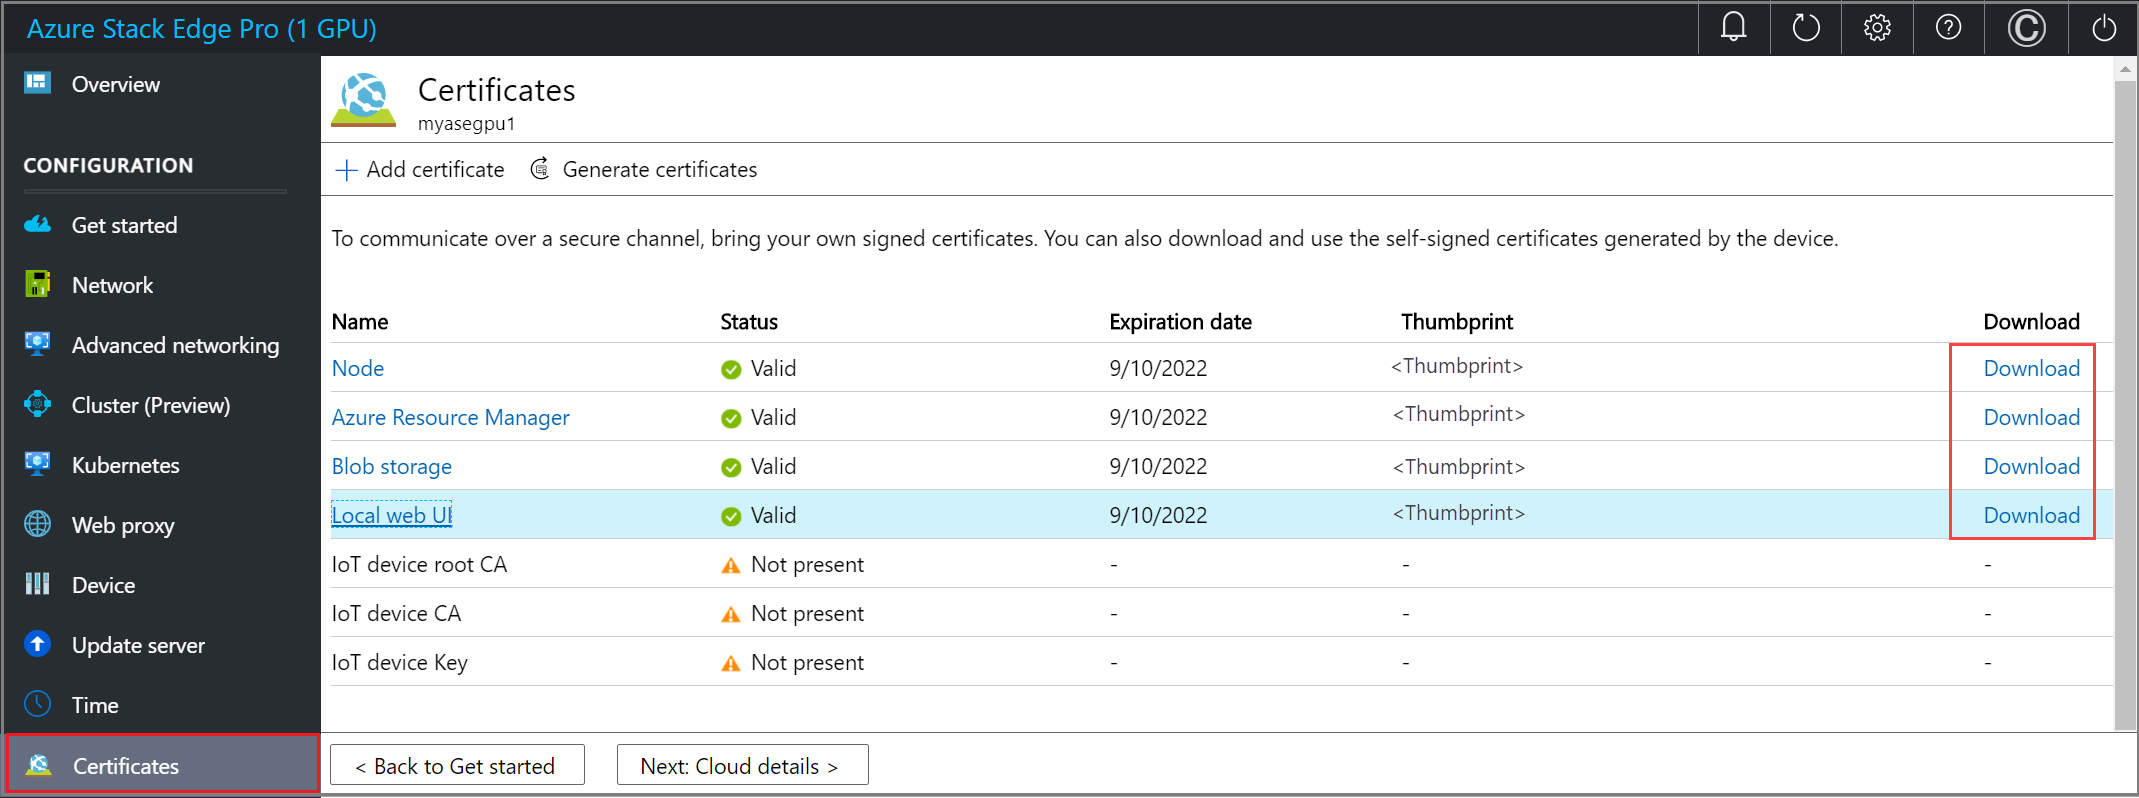 Azure Stack Edge Pro (1 GPU)
Overview
CONFIGURATION
Get started
Network
Advanced networking
Cluster (Preview)
Kubernetes
Web proxy
Device
Update server
Time
Certificates
Certificates
myasegpu1
Add certificate Generate certificates
To communicate over a secure channel, bring your own signed certificates. You can also download and use the self-signed certificates generated by the device.
Name Status Expiration date Thumbprint Download
Node Valid 9/10/2022 <Thumbprint> Download
Azure Resource Manager Valid 9/10/2022 <Thumbprint> Download
Blob storage Valid 9/10/2022 <Thumbprint> Download
Local web UI Valid 9/10/2022 <Thumbprint> Download
IoT device root CA Not present - - -
IoT device CA Not present - - -
IoT device Key Not present - - -
< Back to Get started Next: Cloud details >